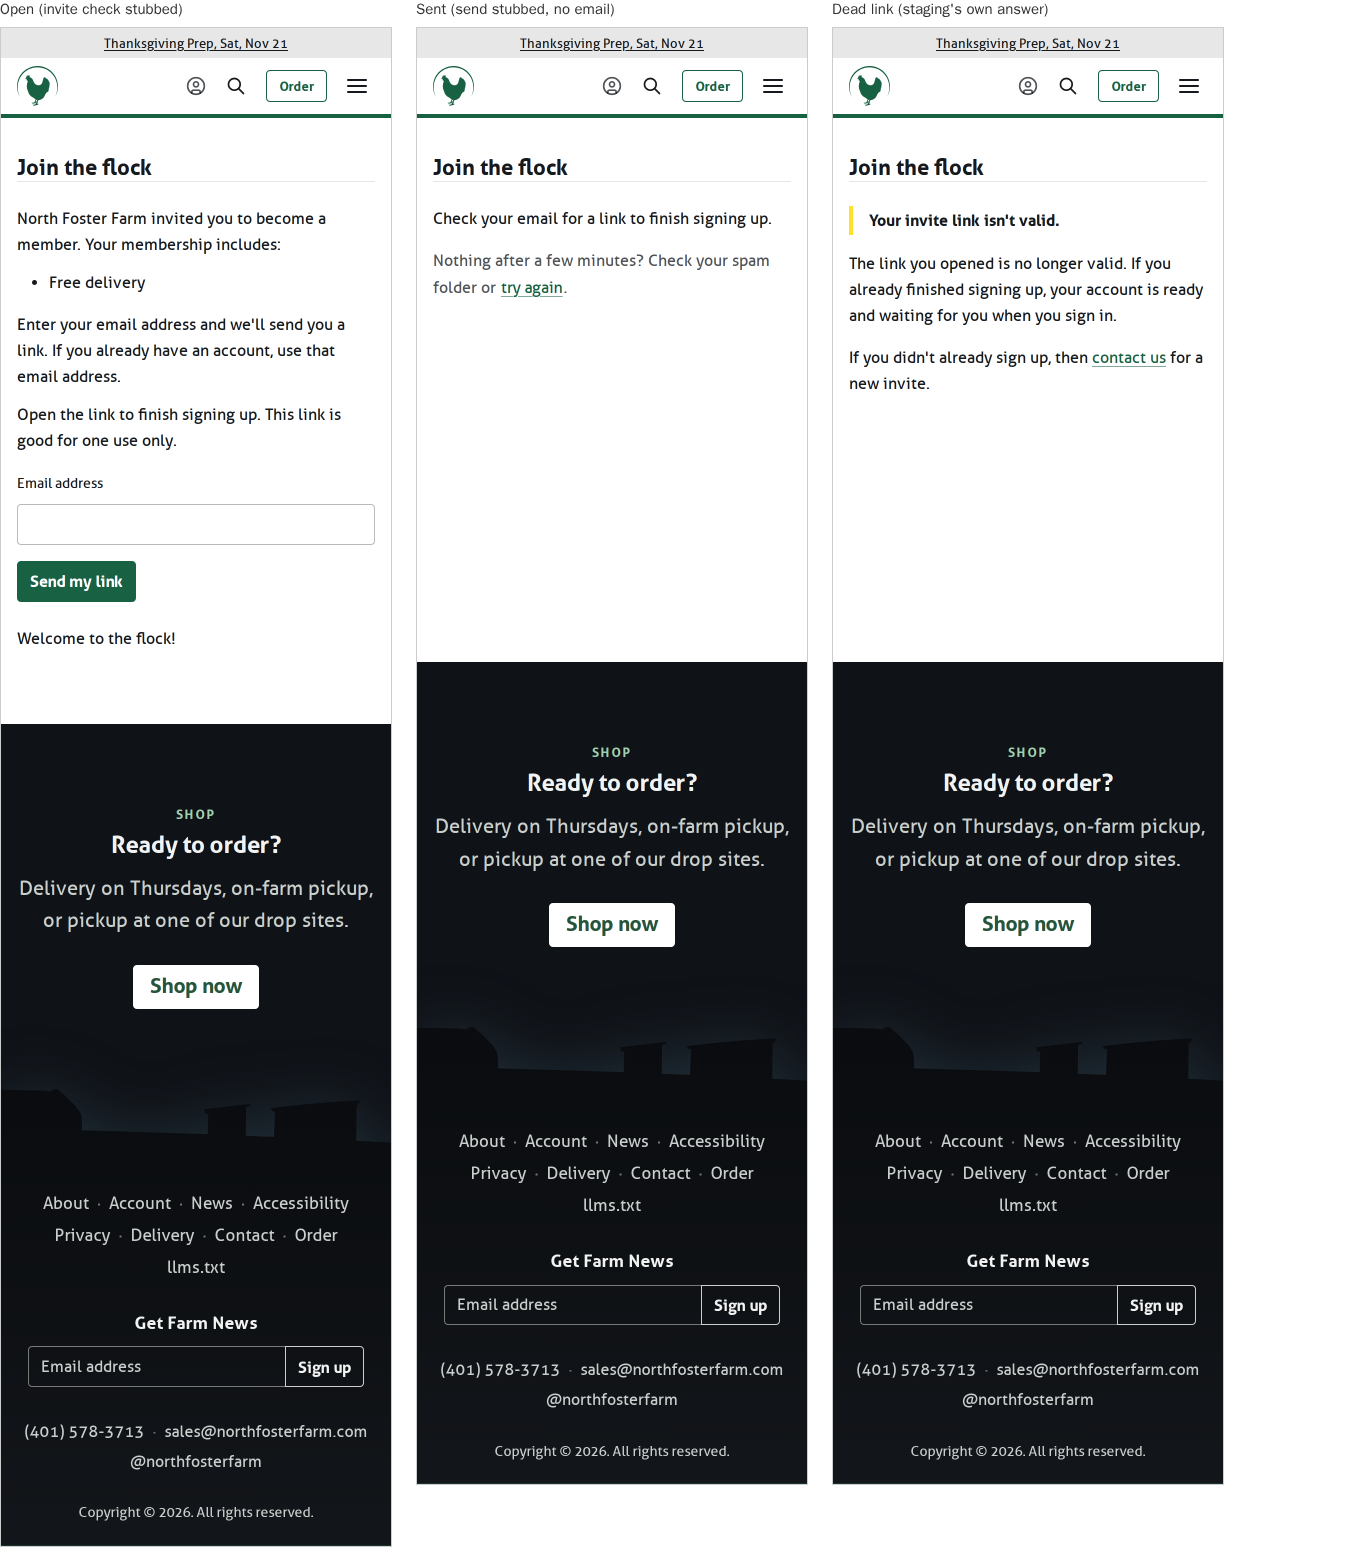 Open (invite check stubbed)
Thanksgiving Prep, Sat, Nov 21
Order
Join the flock
North Foster Farm invited you to become a
member. Your membership includes:
• Free delivery
Enter your email address and we'll send you a
link. If you already have an account, use that
email address.
Open the link to finish signing up. This link is
good for one use only.
Email address
Send my link
Welcome to the flock!
SHOP
Ready to order?
Delivery on Thursdays, on-farm pickup,
or pickup at one of our drop sites.
Shop now
About · Account · News · Accessibility
Privacy · Delivery · Contact · Order
llms.txt
Get Farm News
Email address
Sign up
(401) 578-3713 · sales@northfosterfarm.com
@northfosterfarm
Copyright © 2026. All rights reserved.
Sent (send stubbed, no email)
Thanksgiving Prep, Sat, Nov 21
Order
Join the flock
Check your email for a link to finish signing up.
Nothing after a few minutes? Check your spam
folder or try again.
SHOP
Ready to order?
Delivery on Thursdays, on-farm pickup,
or pickup at one of our drop sites.
Shop now
About · Account · News · Accessibility
Privacy · Delivery · Contact · Order
llms.txt
Get Farm News
Email address
Sign up
(401) 578-3713 · sales@northfosterfarm.com
@northfosterfarm
Copyright © 2026. All rights reserved.
Dead link (staging's own answer)
Thanksgiving Prep, Sat, Nov 21
Order
Join the flock
Your invite link isn't valid.
The link you opened is no longer valid. If you
already finished signing up, your account is ready
and waiting for you when you sign in.
If you didn't already sign up, then contact us for a
new invite.
SHOP
Ready to order?
Delivery on Thursdays, on-farm pickup,
or pickup at one of our drop sites.
Shop now
About · Account · News · Accessibility
Privacy · Delivery · Contact · Order
llms.txt
Get Farm News
Email address
Sign up
(401) 578-3713 · sales@northfosterfarm.com
@northfosterfarm
Copyright © 2026. All rights reserved.